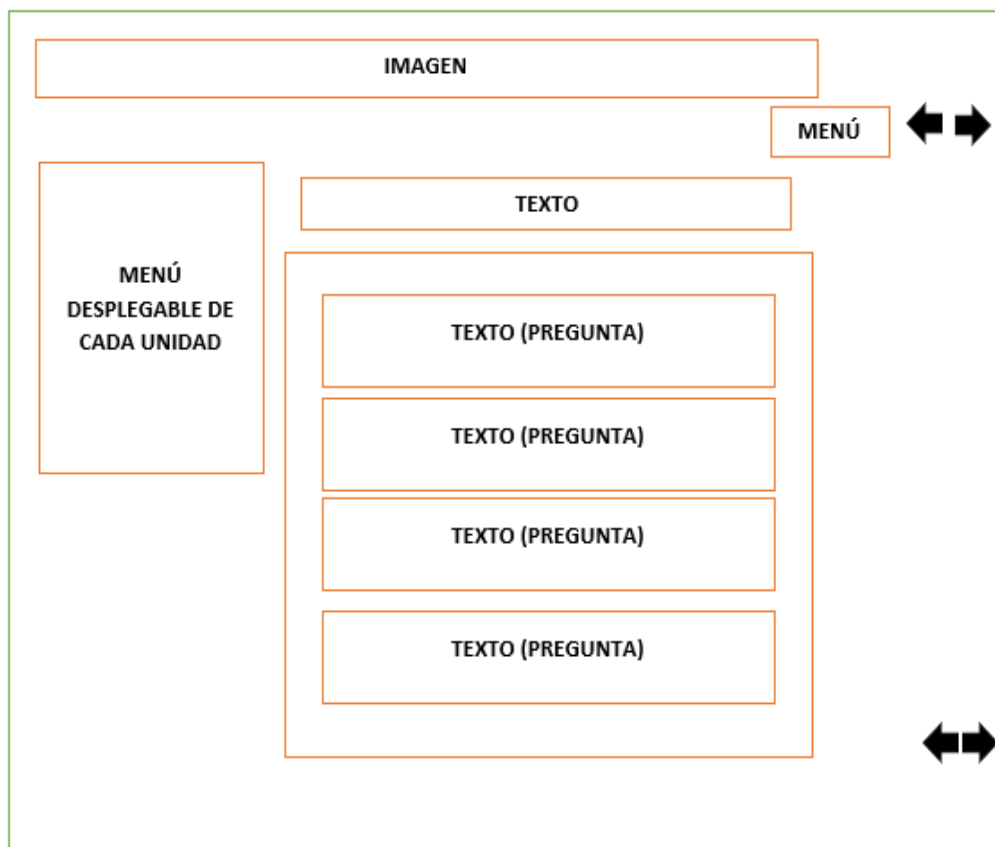 IMAGEN
MENÚ
TEXTO
MENÚ
DESPLEGABLE DE
CADA UNIDAD
TEXTO (PREGUNTA)
TEXTO (PREGUNTA)
TEXTO (PREGUNTA)
TEXTO (PREGUNTA)